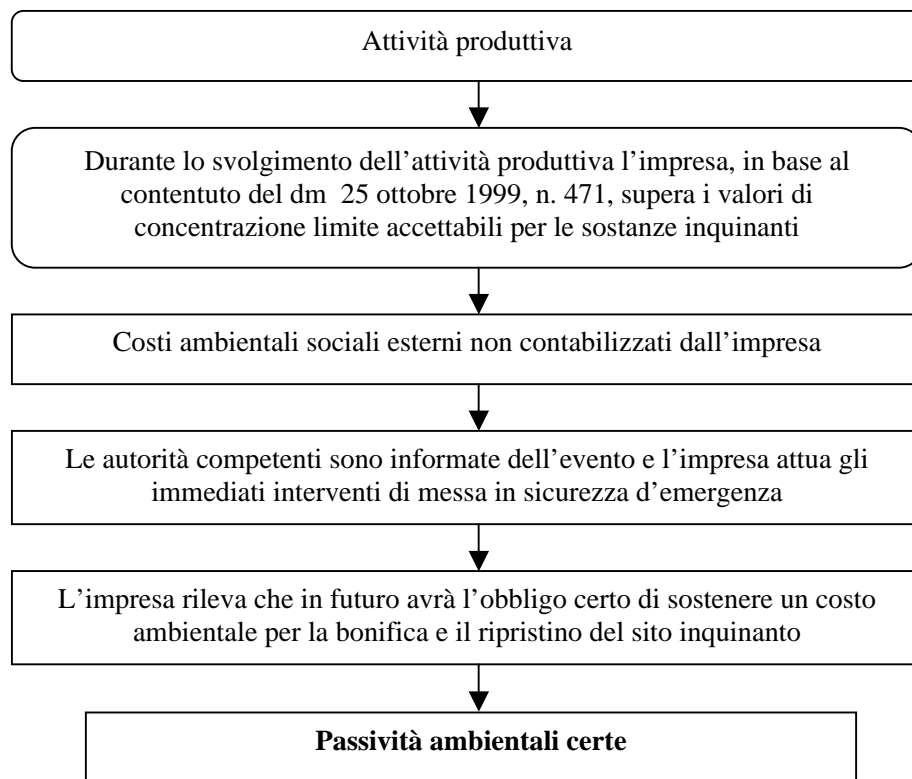 Attività produttiva
Durante lo svolgimento dell’attività produttiva l’impresa, in base al
contentuto del dm 25 ottobre 1999, n. 471, supera i valori di
concentrazione limite accettabili per le sostanze inquinanti
Costi ambientali sociali esterni non contabilizzati dall’impresa
Le autorità competenti sono informate dell’evento e l’impresa attua gli
immediati interventi di messa in sicurezza d’emergenza
L’impresa rileva che in futuro avrà l’obbligo certo di sostenere un costo
ambientale per la bonifica e il ripristino del sito inquinanto
Passività ambientali certe